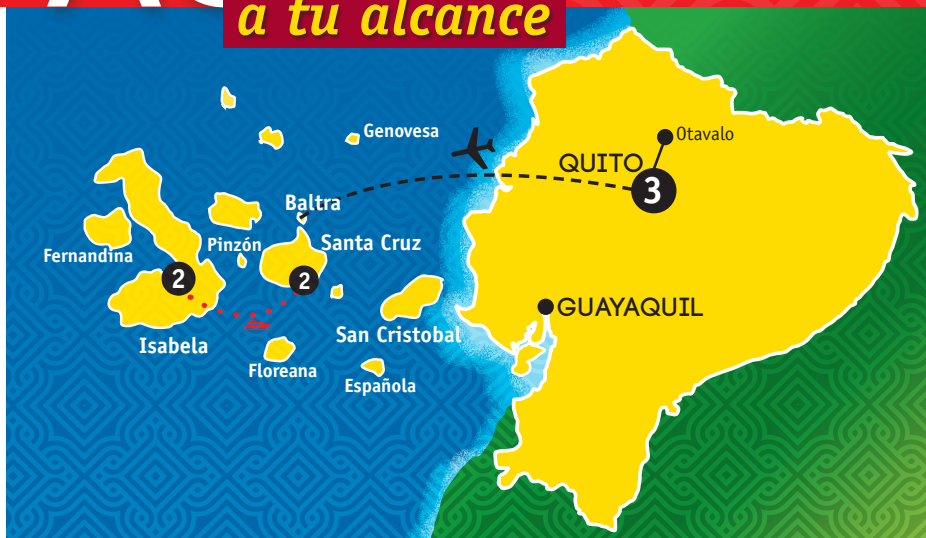 a tu alcance
Genovesa
Otavalo
QUITO
3
Baltra
Santa Cruz
Pinzón
Fernandina
2
2
GUAYAQUIL
San Cristobal
Isabela
Floreana
Española